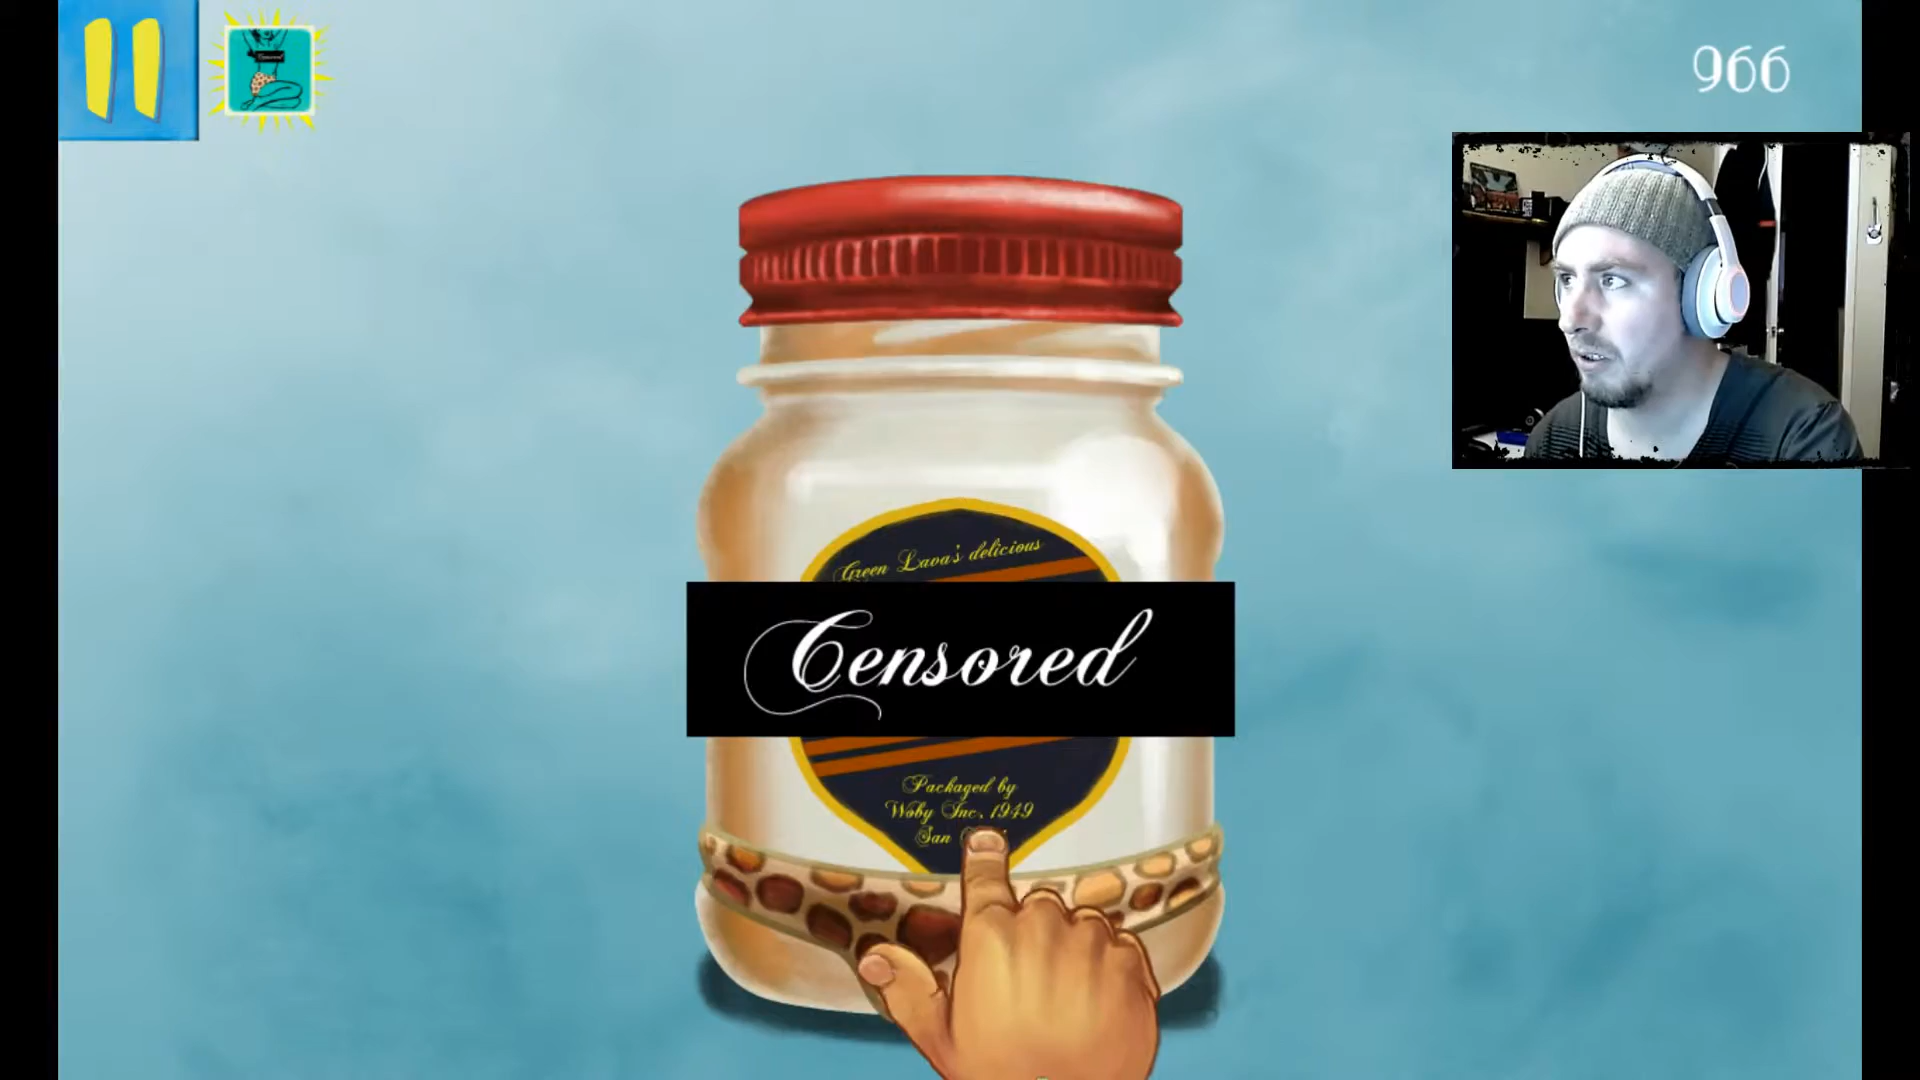 966
Green Lava's delicious
Censored
Packaged by
Woby Inc. 1949
San